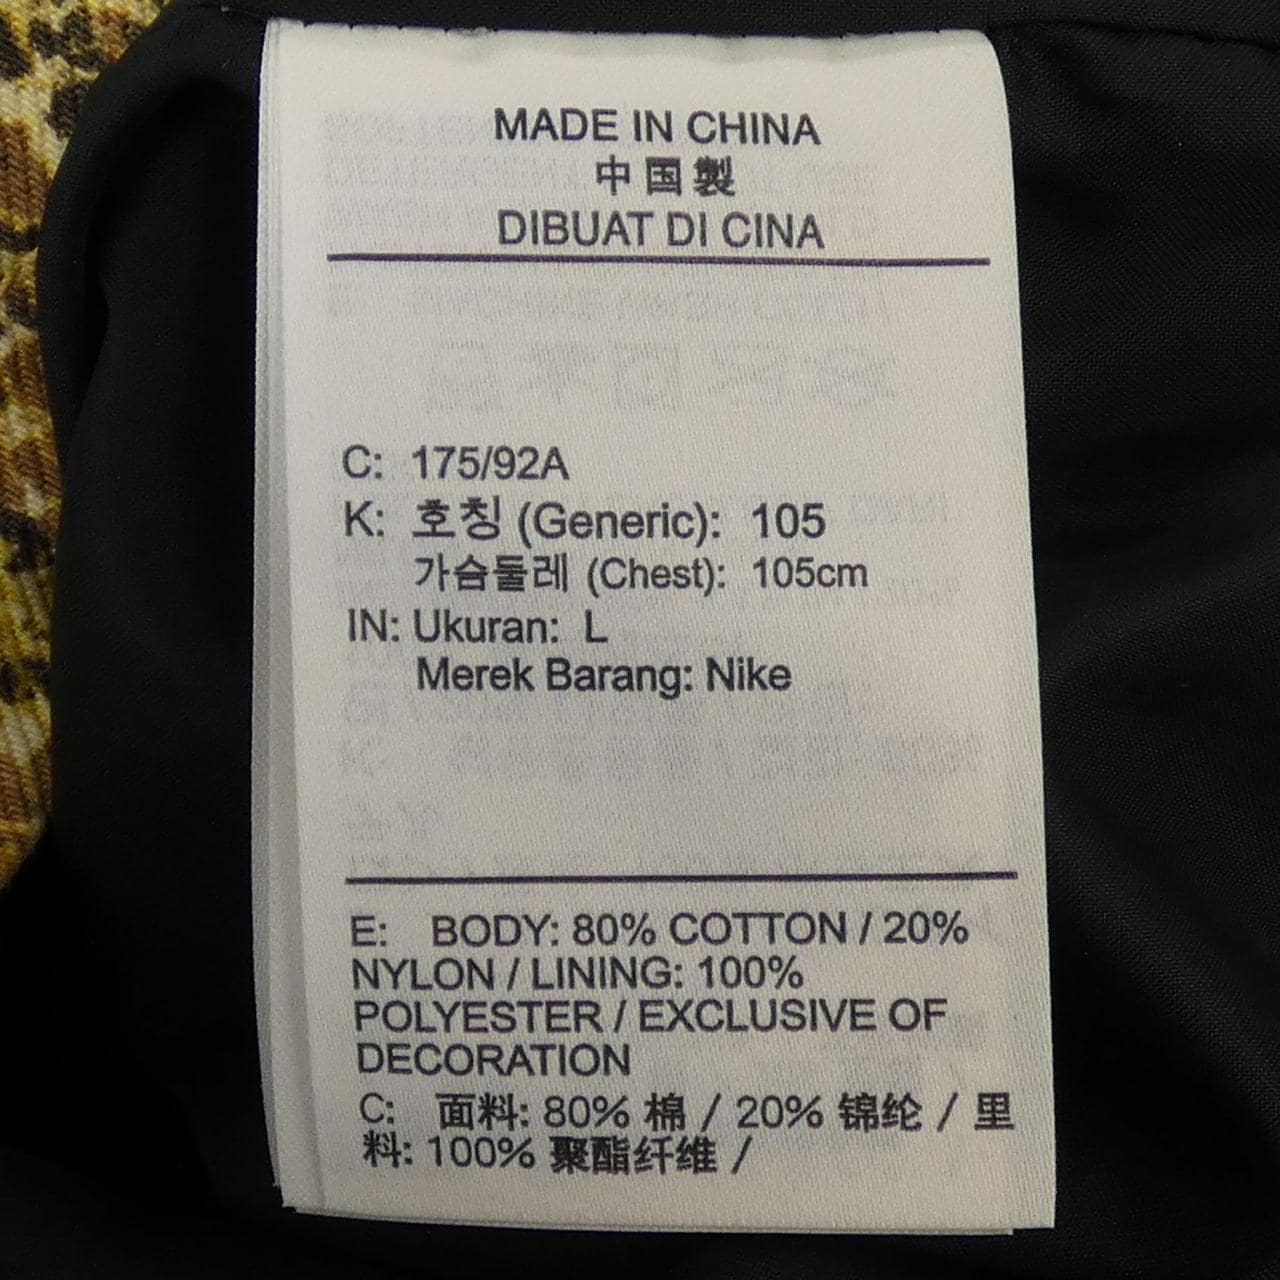 MADE IN CHINA
中国製
DIBUAT DI CINA
C: 175/92A
K: 호칭 (Generic): 105
가슴둘레 (Chest): 105cm
IN: Ukuran: L
Merek Barang: Nike
E: BODY: 80% COTTON / 20%
NYLON / LINING: 100%
POLYESTER / EXCLUSIVE OF
DECORATION
C: 面料: 80% 棉 / 20% 锦纶 / 里
料: 100% 聚酯纤维 /